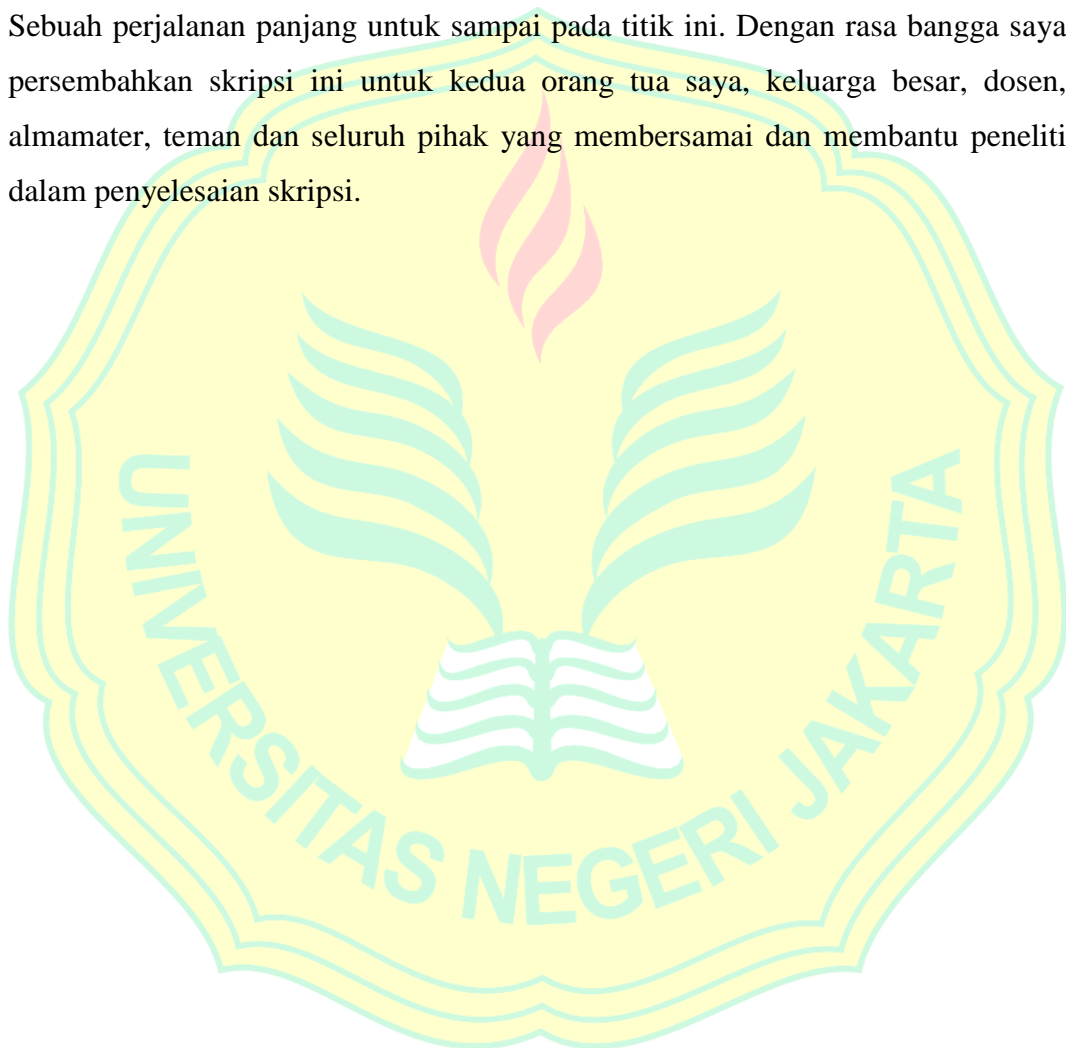 Sebuah perjalanan panjang untuk sampai pada titik ini. Dengan rasa bangga saya
persembahkan skripsi ini untuk kedua orang tua saya, keluarga besar, dosen,
almamater, teman dan seluruh pihak yang membersamai dan membantu peneliti
dalam penyelesaian skripsi.
UNIVERSITAS NEGERI JAKARTA